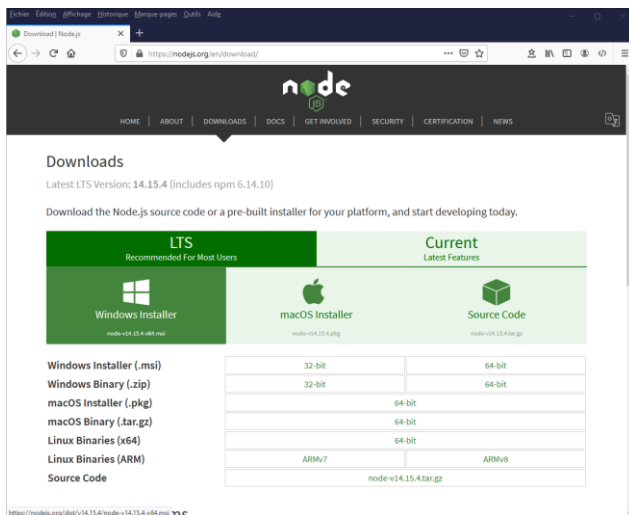 Fichier Édition Affichage Historique Marque-pages Outils Aide
Download | Node.js
https://nodejs.org/en/download/
node
JS
HOME | ABOUT | DOWNLOADS | DOCS | GET INVOLVED | SECURITY | CERTIFICATION | NEWS
Downloads
Latest LTS Version: 14.15.4 (includes npm 6.14.10)
Download the Node.js source code or a pre-built installer for your platform, and start developing today.
LTS Current
Recommended For Most Users Latest Features
Windows Installer macOS Installer Source Code
node-v14.15.4-x64.msi node-v14.15.4.pkg node-v14.15.4.tar.gz
Windows Installer (.msi) 32-bit 64-bit
Windows Binary (.zip) 32-bit 64-bit
macOS Installer (.pkg) 64-bit
macOS Binary (.tar.gz) 64-bit
Linux Binaries (x64) 64-bit
Linux Binaries (ARM) ARMv7 ARMv8
Source Code node-v14.15.4.tar.gz
https://nodejs.org/dist/v14.15.4/node-v14.15.4-x64.msi